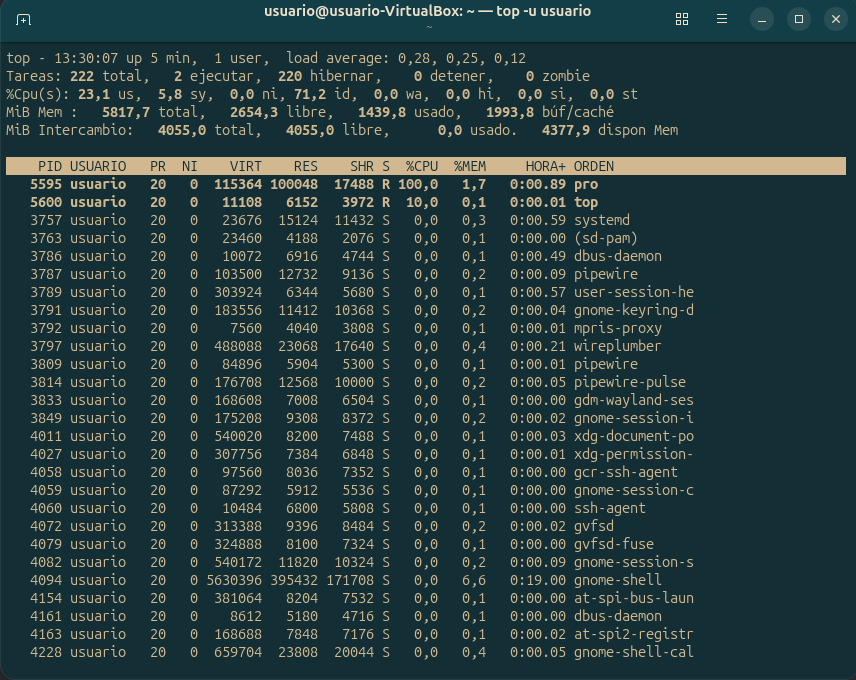 usuario@usuario-VirtualBox: ~ — top -u usuario
~
top - 13:30:07 up 5 min,  1 user,  load average: 0,28, 0,25, 0,12
Tareas: 222 total,   2 ejecutar,  220 hibernar,    0 detener,    0 zombie
%Cpu(s): 23,1 us,  5,8 sy,  0,0 ni, 71,2 id,  0,0 wa,  0,0 hi,  0,0 si,  0,0 st
MiB Mem :   5817,7 total,   2654,3 libre,   1439,8 usado,   1993,8 búf/caché
MiB Intercambio:   4055,0 total,   4055,0 libre,      0,0 usado.   4377,9 dispon Mem
PID USUARIO   PR  NI    VIRT    RES    SHR S  %CPU  %MEM     HORA+ ORDEN
5595 usuario   20   0  115364 100048  17488 R 100,0   1,7   0:00.89 pro
5600 usuario   20   0   11108   6152   3972 R  10,0   0,1   0:00.01 top
3757 usuario   20   0   23676  15124  11432 S   0,0   0,3   0:00.59 systemd
3763 usuario   20   0   23460   4188   2076 S   0,0   0,1   0:00.00 (sd-pam)
3786 usuario   20   0   10072   6916   4744 S   0,0   0,1   0:00.49 dbus-daemon
3787 usuario   20   0  103500  12732   9136 S   0,0   0,2   0:00.09 pipewire
3789 usuario   20   0  303924   6344   5680 S   0,0   0,1   0:00.57 user-session-he
3791 usuario   20   0  183556  11412  10368 S   0,0   0,2   0:00.04 gnome-keyring-d
3792 usuario   20   0    7560   4040   3808 S   0,0   0,1   0:00.01 mpris-proxy
3797 usuario   20   0  488088  23068  17640 S   0,0   0,4   0:00.21 wireplumber
3809 usuario   20   0   84896   5904   5300 S   0,0   0,1   0:00.01 pipewire
3814 usuario   20   0  176708  12568  10000 S   0,0   0,2   0:00.05 pipewire-pulse
3833 usuario   20   0  168608   7008   6504 S   0,0   0,1   0:00.00 gdm-wayland-ses
3849 usuario   20   0  175208   9308   8372 S   0,0   0,2   0:00.02 gnome-session-i
4011 usuario   20   0  540020   8200   7488 S   0,0   0,1   0:00.03 xdg-document-po
4027 usuario   20   0  307756   7384   6848 S   0,0   0,1   0:00.01 xdg-permission-
4058 usuario   20   0   97560   8036   7352 S   0,0   0,1   0:00.00 gcr-ssh-agent
4059 usuario   20   0   87292   5912   5536 S   0,0   0,1   0:00.00 gnome-session-c
4060 usuario   20   0   10484   6800   5808 S   0,0   0,1   0:00.00 ssh-agent
4072 usuario   20   0  313388   9396   8484 S   0,0   0,2   0:00.02 gvfsd
4079 usuario   20   0  324888   8100   7324 S   0,0   0,1   0:00.00 gvfsd-fuse
4082 usuario   20   0  540172  11820  10324 S   0,0   0,2   0:00.09 gnome-session-s
4094 usuario   20   0 5630396 395432 171708 S   0,0   6,6   0:19.00 gnome-shell
4154 usuario   20   0  381064   8204   7532 S   0,0   0,1   0:00.00 at-spi-bus-laun
4161 usuario   20   0    8612   5180   4716 S   0,0   0,1   0:00.00 dbus-daemon
4163 usuario   20   0  168688   7848   7176 S   0,0   0,1   0:00.02 at-spi2-registr
4228 usuario   20   0  659704  23808  20044 S   0,0   0,4   0:00.05 gnome-shell-cal